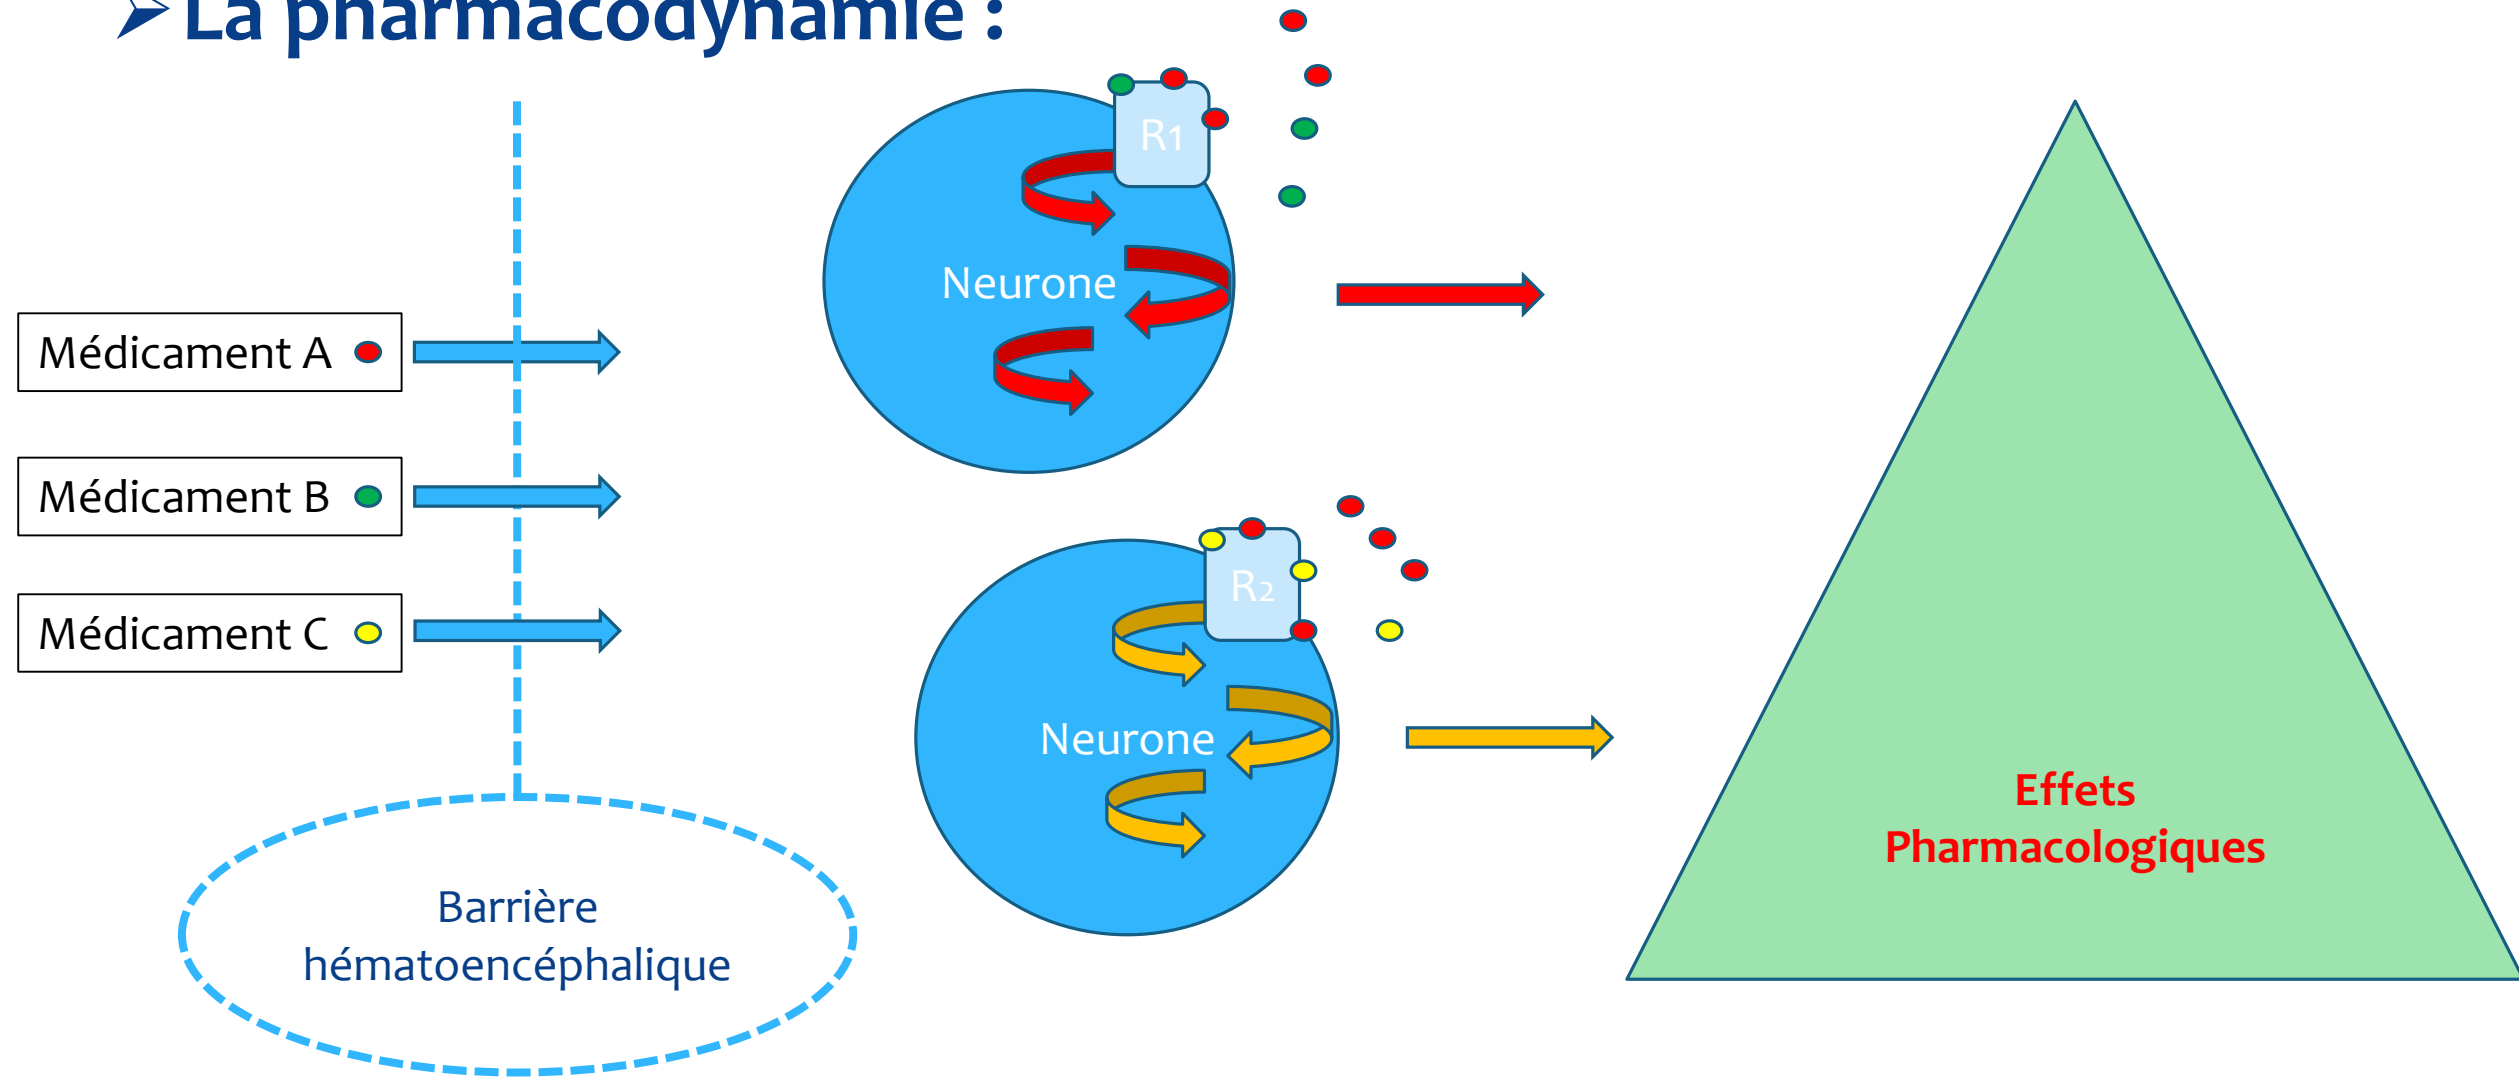 ➢ La pharmacodynamie :
R1
Neurone
Médicament A
Médicament B
Médicament C
R2
Neurone
Effets
Pharmacologiques
Barrière
hématoencéphalique